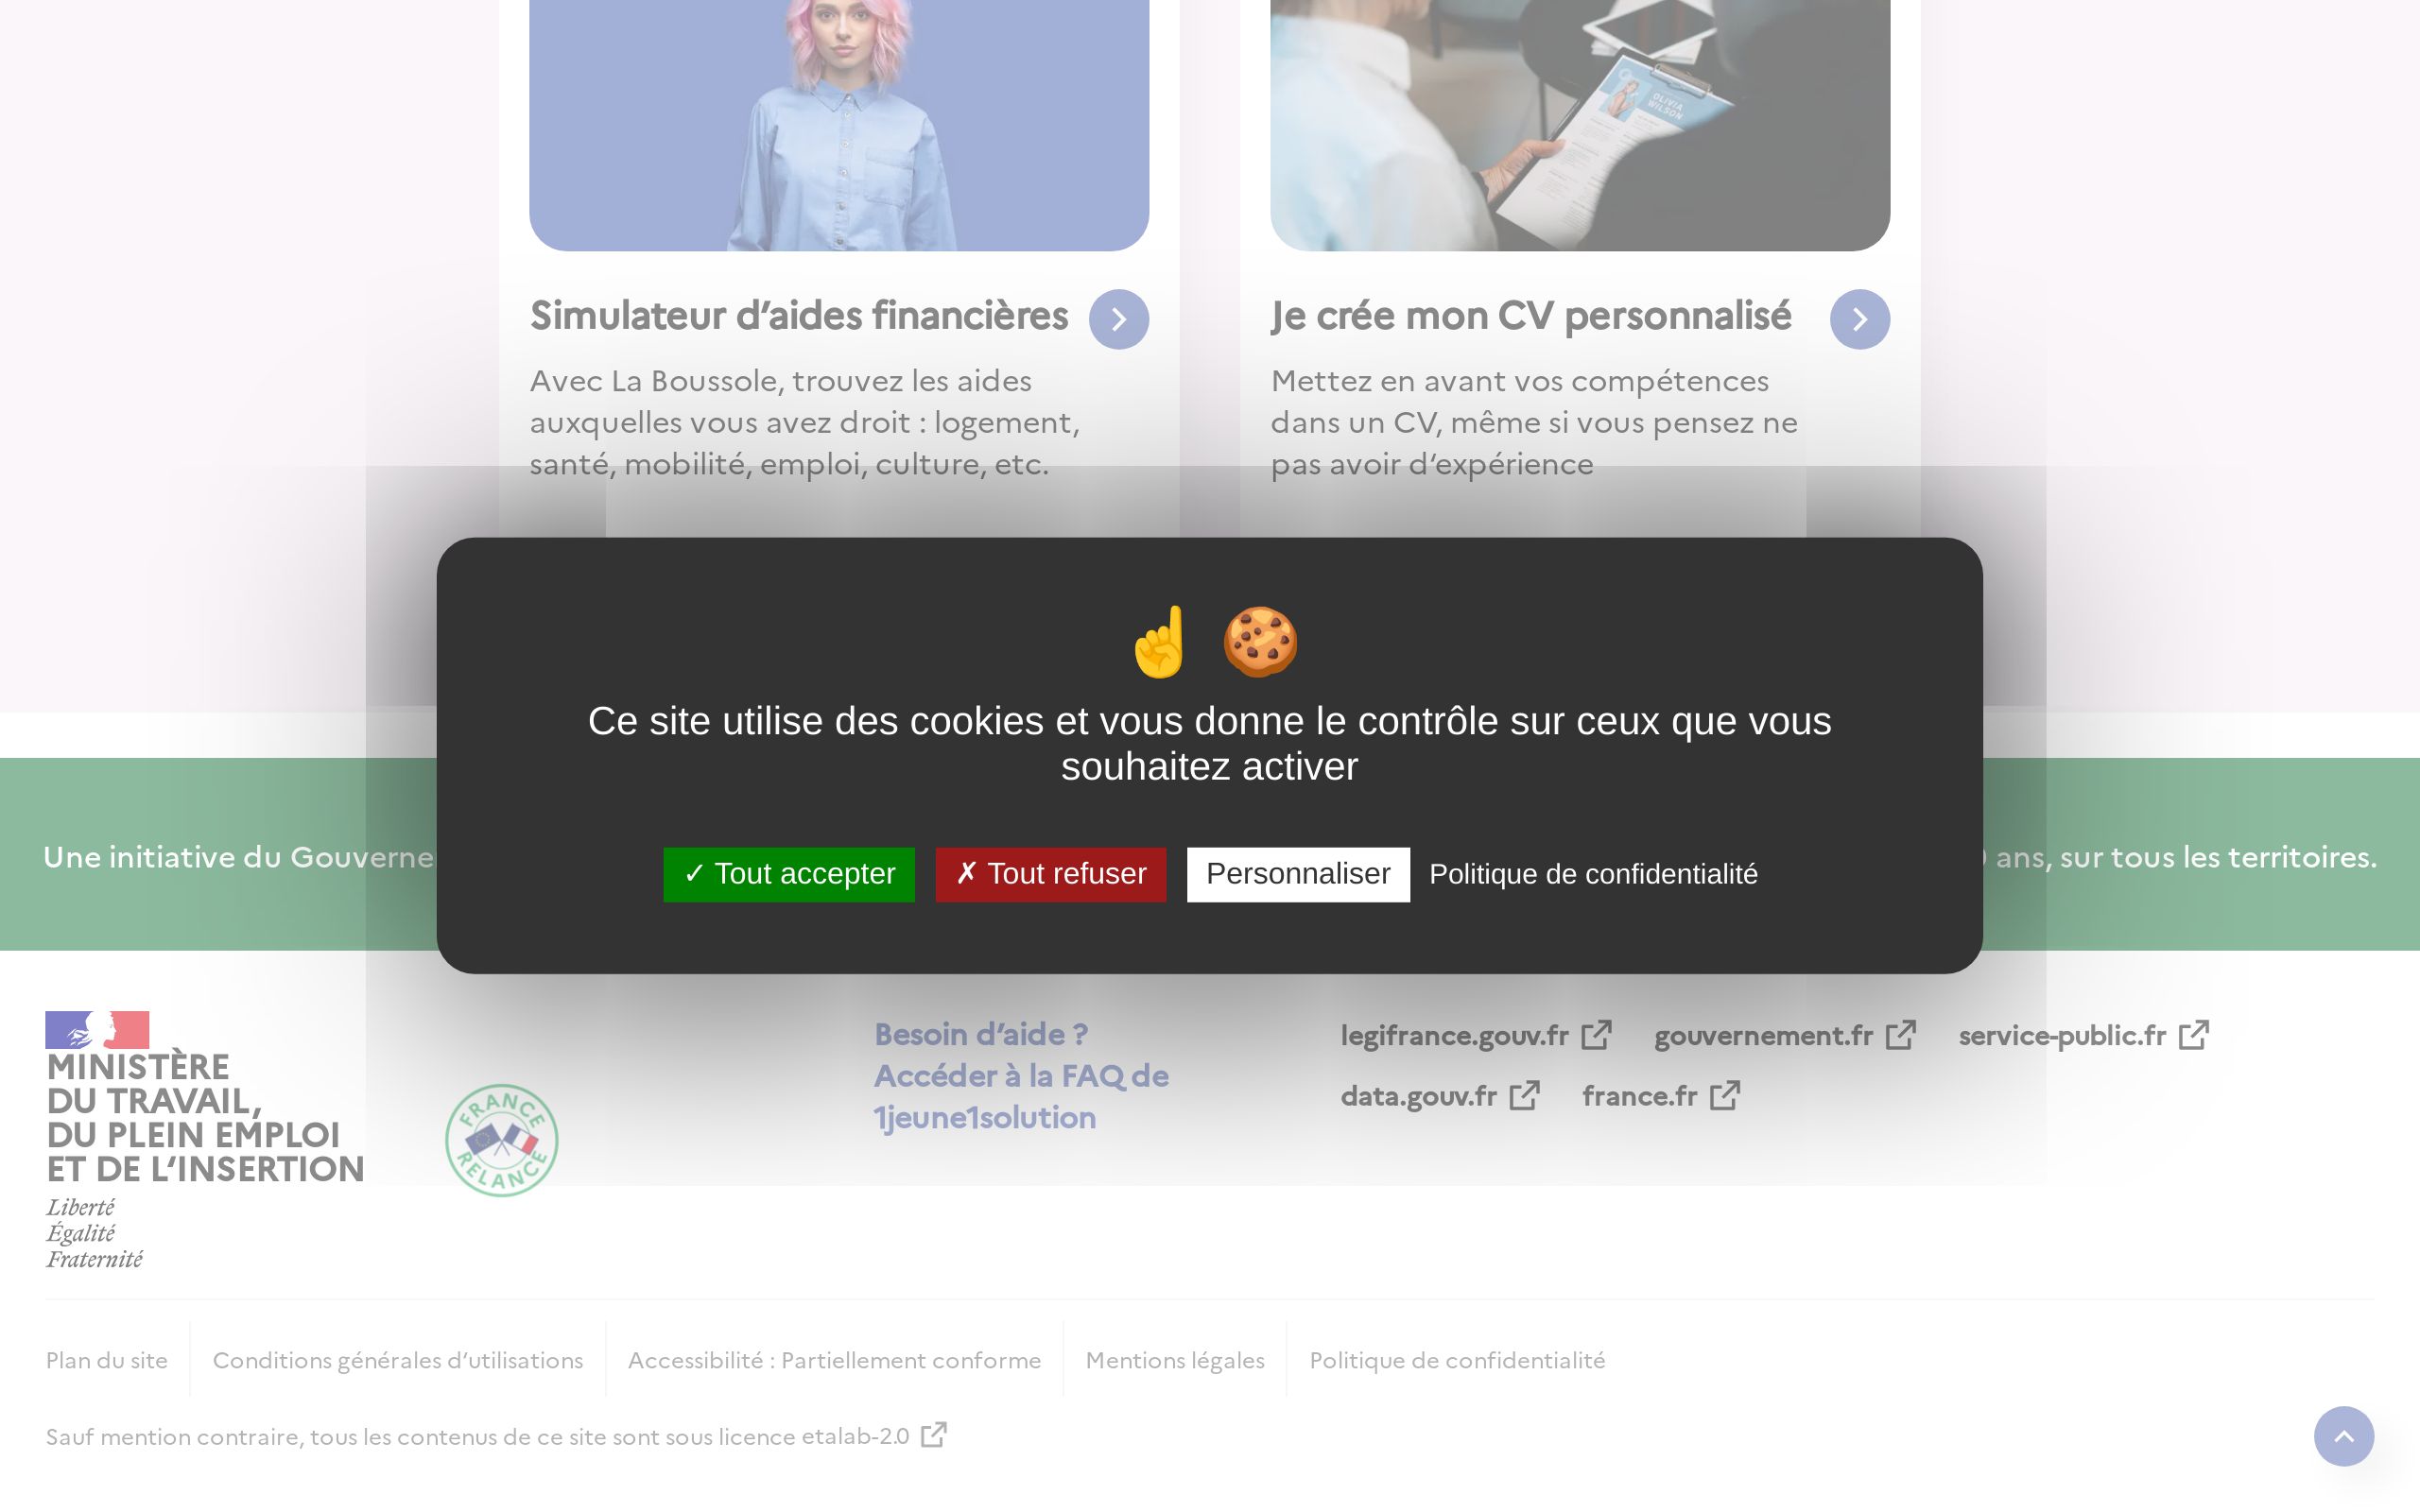 OLIVIA
WILSON
Simulateur d’aides financières
Avec La Boussole, trouvez les aides
auxquelles vous avez droit : logement,
santé, mobilité, emploi, culture, etc.
Je crée mon CV personnalisé
Mettez en avant vos compétences
dans un CV, même si vous pensez ne
pas avoir d’expérience
Ce site utilise des cookies et vous donne le contrôle sur ceux que vous
souhaitez activer
✓ Tout accepter
✗ Tout refuser
Personnaliser
Politique de confidentialité
Une initiative du
ans, sur tous les territoires.
MINISTÈRE
DU TRAVAIL,
DU PLEIN EMPLOI
ET DE L’INSERTION
Liberté
Égalité
Fraternité
FRANCE
RELANCE
Besoin d’aide ?
Accéder à la FAQ de
1jeune1solution
legifrance.gouv.fr
gouvernement.fr
service-public.fr
data.gouv.fr
france.fr
Plan du site
Conditions générales d’utilisations
Accessibilité : Partiellement conforme
Mentions légales
Politique de confidentialité
Sauf mention contraire, tous les contenus de ce site sont sous licence etalab-2.0